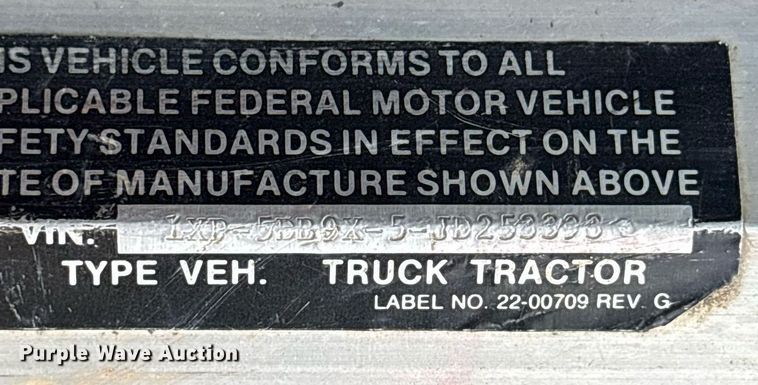 IS VEHICLE CONFORMS TO ALL
PLICABLE FEDERAL MOTOR VEHICLE
FETY STANDARDS IN EFFECT ON THE
TE OF MANUFACTURE SHOWN ABOVE
VIN.
TYPE VEH. TRUCK TRACTOR
LABEL NO. 22-00709 REV. G
Purple Wave Auction